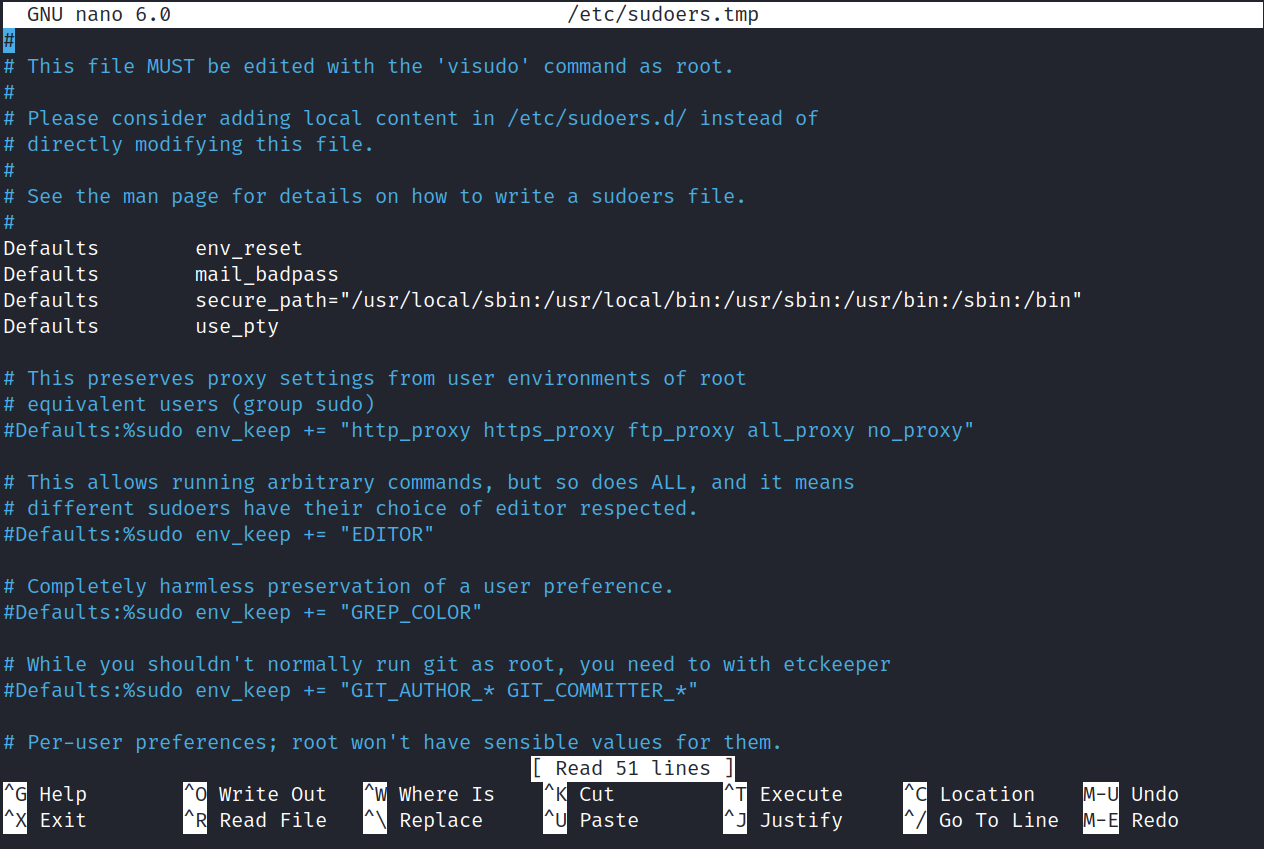 GNU nano 6.0 /etc/sudoers.tmp
#
# This file MUST be edited with the 'visudo' command as root.
#
# Please consider adding local content in /etc/sudoers.d/ instead of
# directly modifying this file.
#
# See the man page for details on how to write a sudoers file.
#
Defaults        env_reset
Defaults        mail_badpass
Defaults        secure_path="/usr/local/sbin:/usr/local/bin:/usr/sbin:/usr/bin:/sbin:/bin"
Defaults        use_pty

# This preserves proxy settings from user environments of root
# equivalent users (group sudo)
#Defaults:%sudo env_keep += "http_proxy https_proxy ftp_proxy all_proxy no_proxy"

# This allows running arbitrary commands, but so does ALL, and it means
# different sudoers have their choice of editor respected.
#Defaults:%sudo env_keep += "EDITOR"

# Completely harmless preservation of a user preference.
#Defaults:%sudo env_keep += "GREP_COLOR"

# While you shouldn't normally run git as root, you need to with etckeeper
#Defaults:%sudo env_keep += "GIT_AUTHOR_* GIT_COMMITTER_*"

# Per-user preferences; root won't have sensible values for them.
[ Read 51 lines ]
^G Help ^O Write Out ^W Where Is ^K Cut ^T Execute ^C Location M-U Undo
^X Exit ^R Read File ^\ Replace ^U Paste ^J Justify ^/ Go To Line M-E Redo